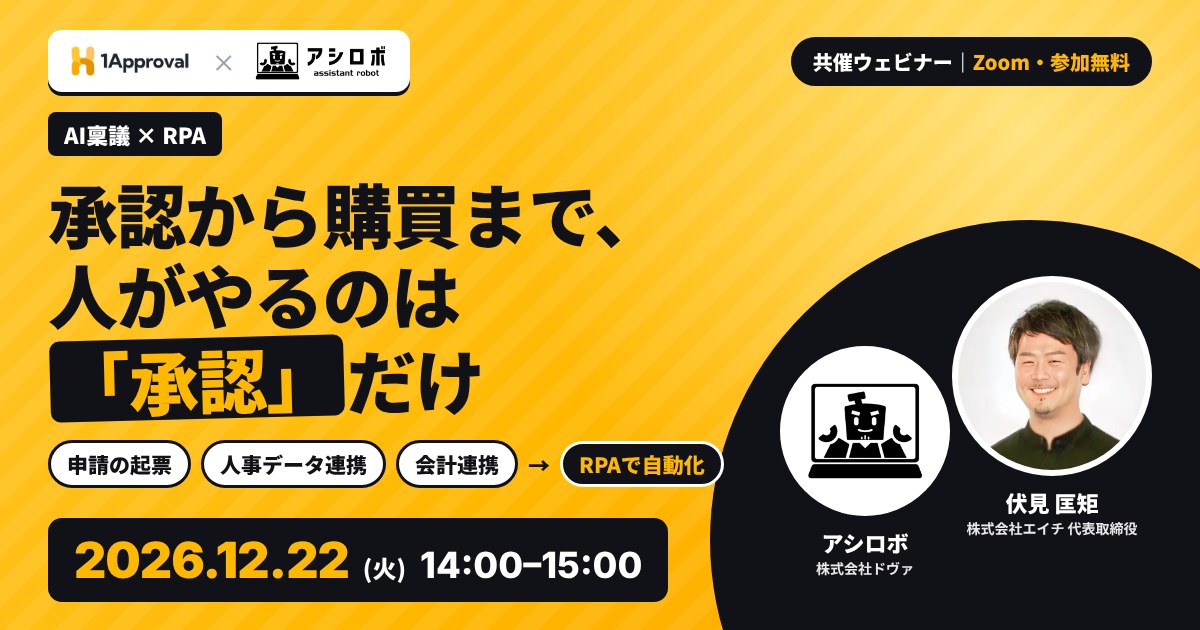 1Approval × アシロボ
assistant robot
共催ウェビナー｜Zoom・参加無料
AI稟議 × RPA
承認から購買まで、
人がやるのは
「承認」だけ
申請の起票 人事データ連携 会計連携 → RPAで自動化
2026.12.22 (火) 14:00–15:00
アシロボ
株式会社ドヴァ
伏見 匡矩
株式会社エイチ 代表取締役